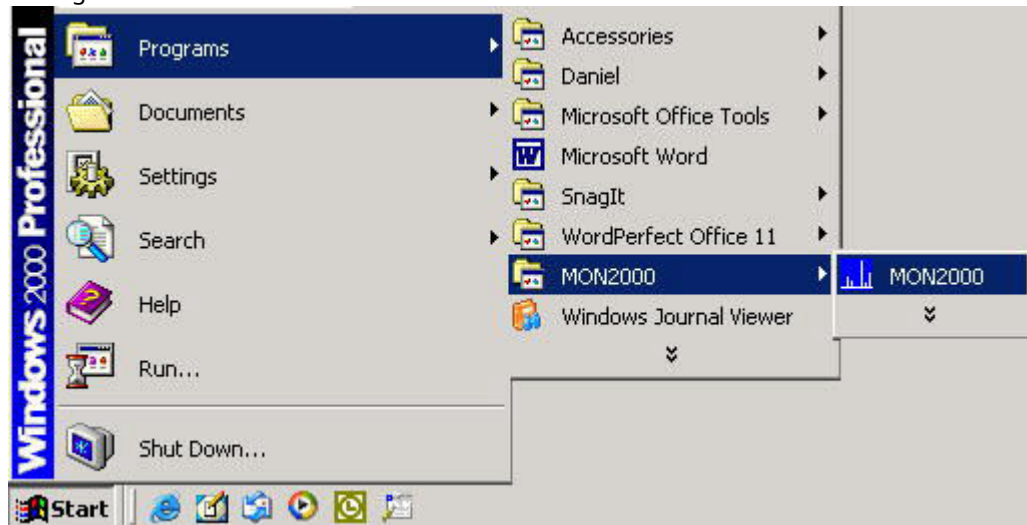 Windows 2000 Professional
Programs
Documents
Settings
Search
Help
Run...
Shut Down...
Accessories
Daniel
Microsoft Office Tools
Microsoft Word
SnagIt
WordPerfect Office 11
MON2000
Windows Journal Viewer
MON2000
Start